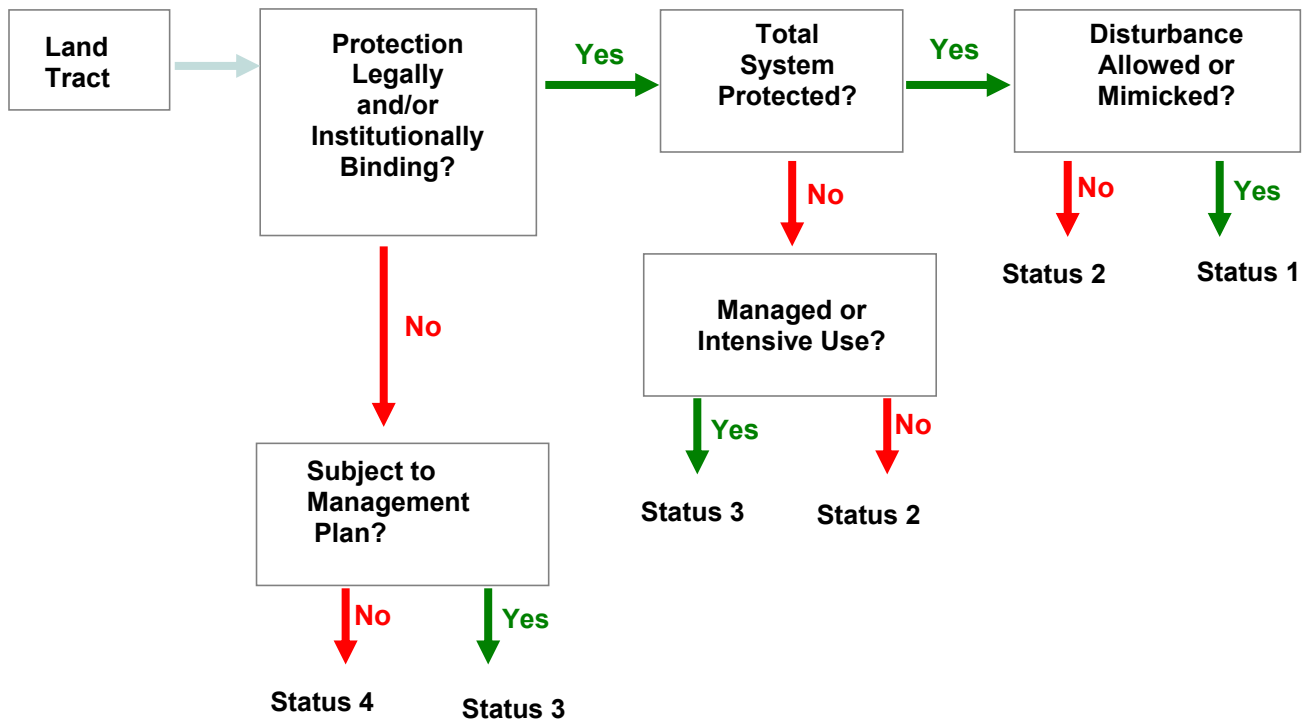 Land
Tract
Protection
Legally
and/or
Institutionally
Binding?
Yes
Total
System
Protected?
Yes
Disturbance
Allowed or
Mimicked?
No
Yes
Status 2
Status 1
No
Managed or
Intensive Use?
Yes
No
Status 3
Status 2
No
Subject to
Management
Plan?
No
Yes
Status 4
Status 3